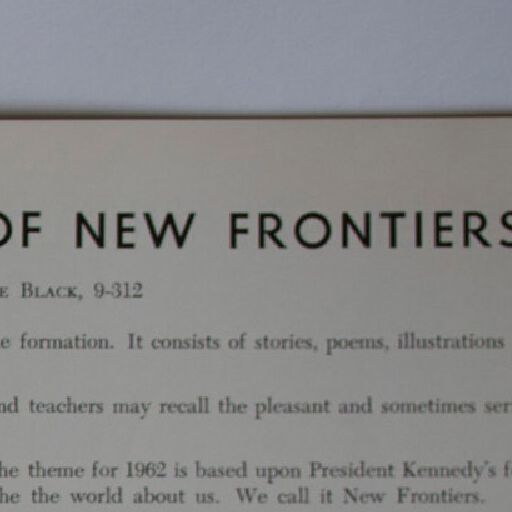 OF NEW FRONTIERS
E BLACK, 9-312
e formation. It consists of stories, poems, illustrations
nd teachers may recall the pleasant and sometimes ser
he theme for 1962 is based upon President Kennedy's f
he the world about us. We call it New Frontiers.